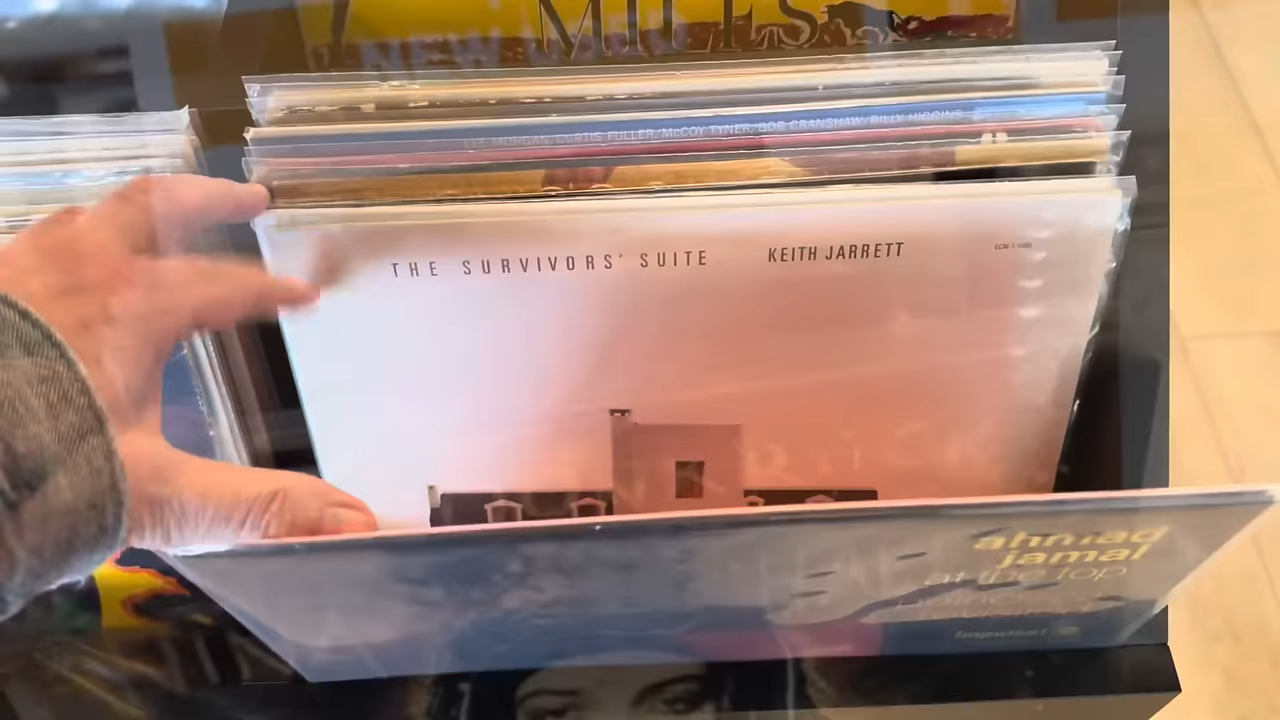 MILES
LEE MORGAN/CURTIS FULLER/McCOY TYNER/BOB CRANSHAW/BILLY HIGGINS
THE SURVIVORS' SUITE KEITH JARRETT
ECM-1-1085
ahmad
jamal
at the top
impulse!